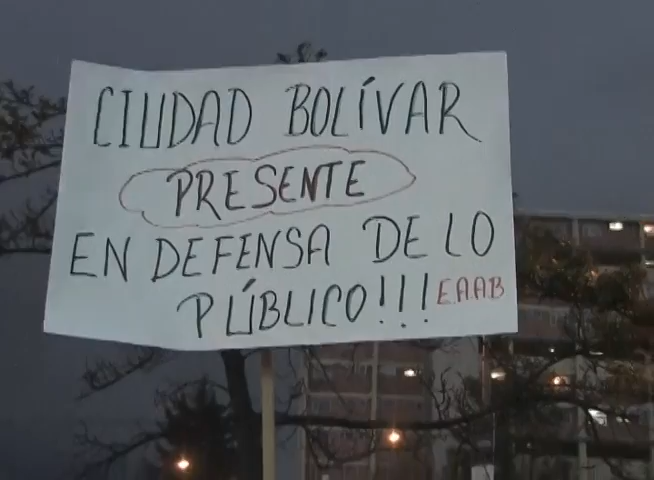 CIUDAD BOLÍVAR
PRESENTE
EN DEFENSA DE LO
PÚBLICO!!! E.A.A.B